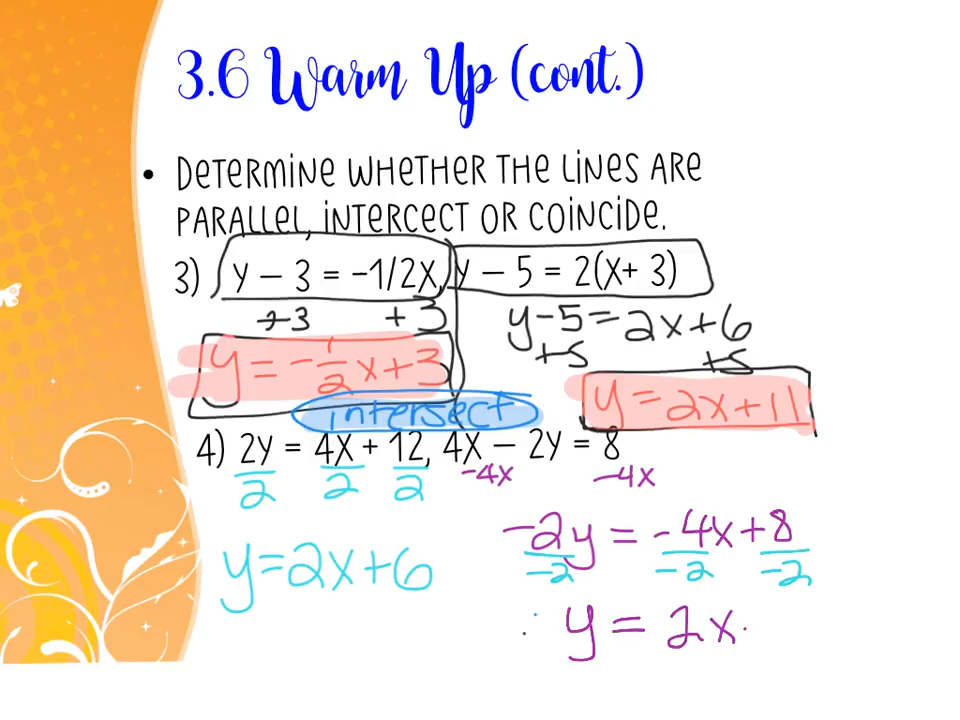 3.6 Warm Up (cont.)
• Determine whether the lines are
parallel, intercect or coincide.
3) y – 3 = -1/2x, y – 5 = 2(x+ 3)
+3 +3 y-5=2x+6
+5 +5
y = -1/2x+3
y = 2x+11
intersect
4) 2y = 4x + 12, 4x – 2y = 8
2 2 2 -4x -4x
-2y = -4x+8
-2 -2 -2
y=2x+6
y = 2x